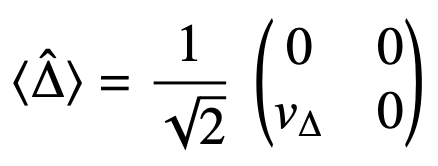 ⟨Δ̂⟩ = 1/√2 (0 0; v_Δ 0)